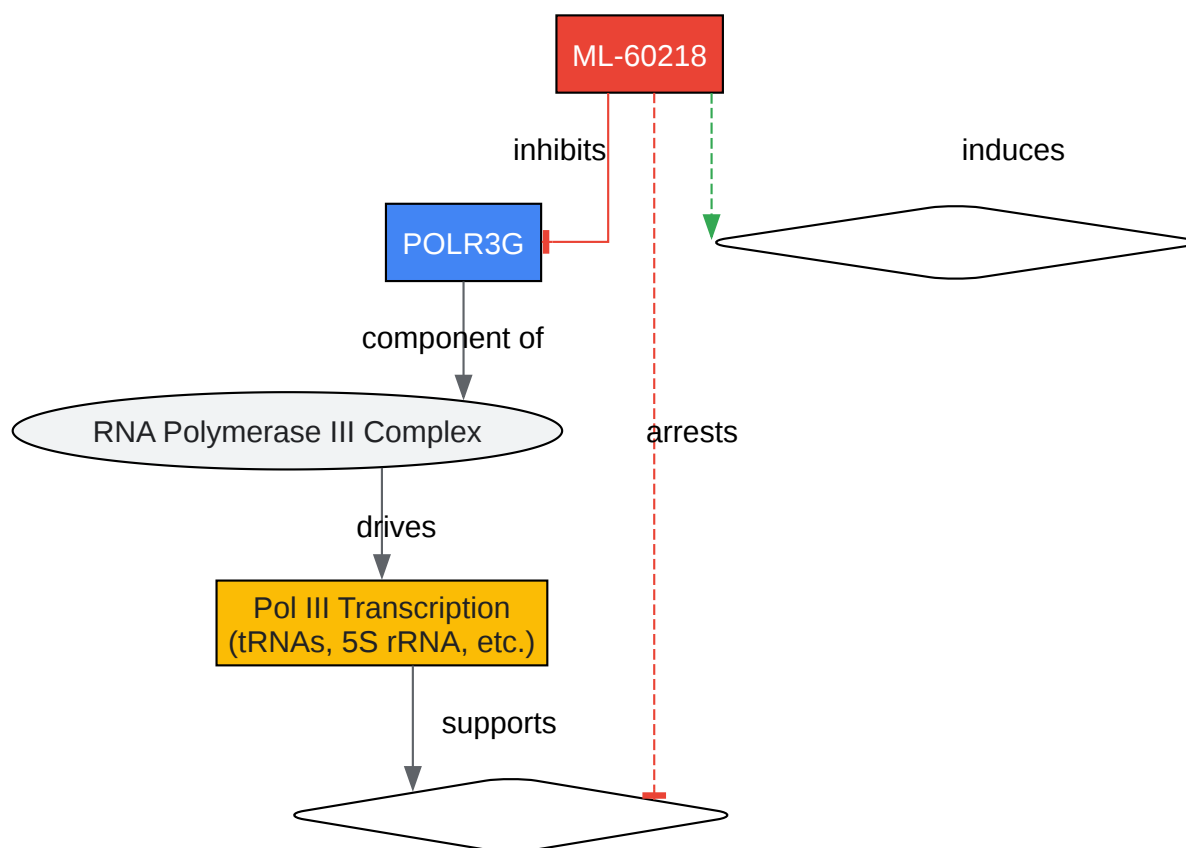 ML-60218
inhibits
induces
POLR3G
component of
RNA Polymerase III Complex
arrests
drives
Pol III Transcription
(tRNAs, 5S rRNA, etc.)
supports